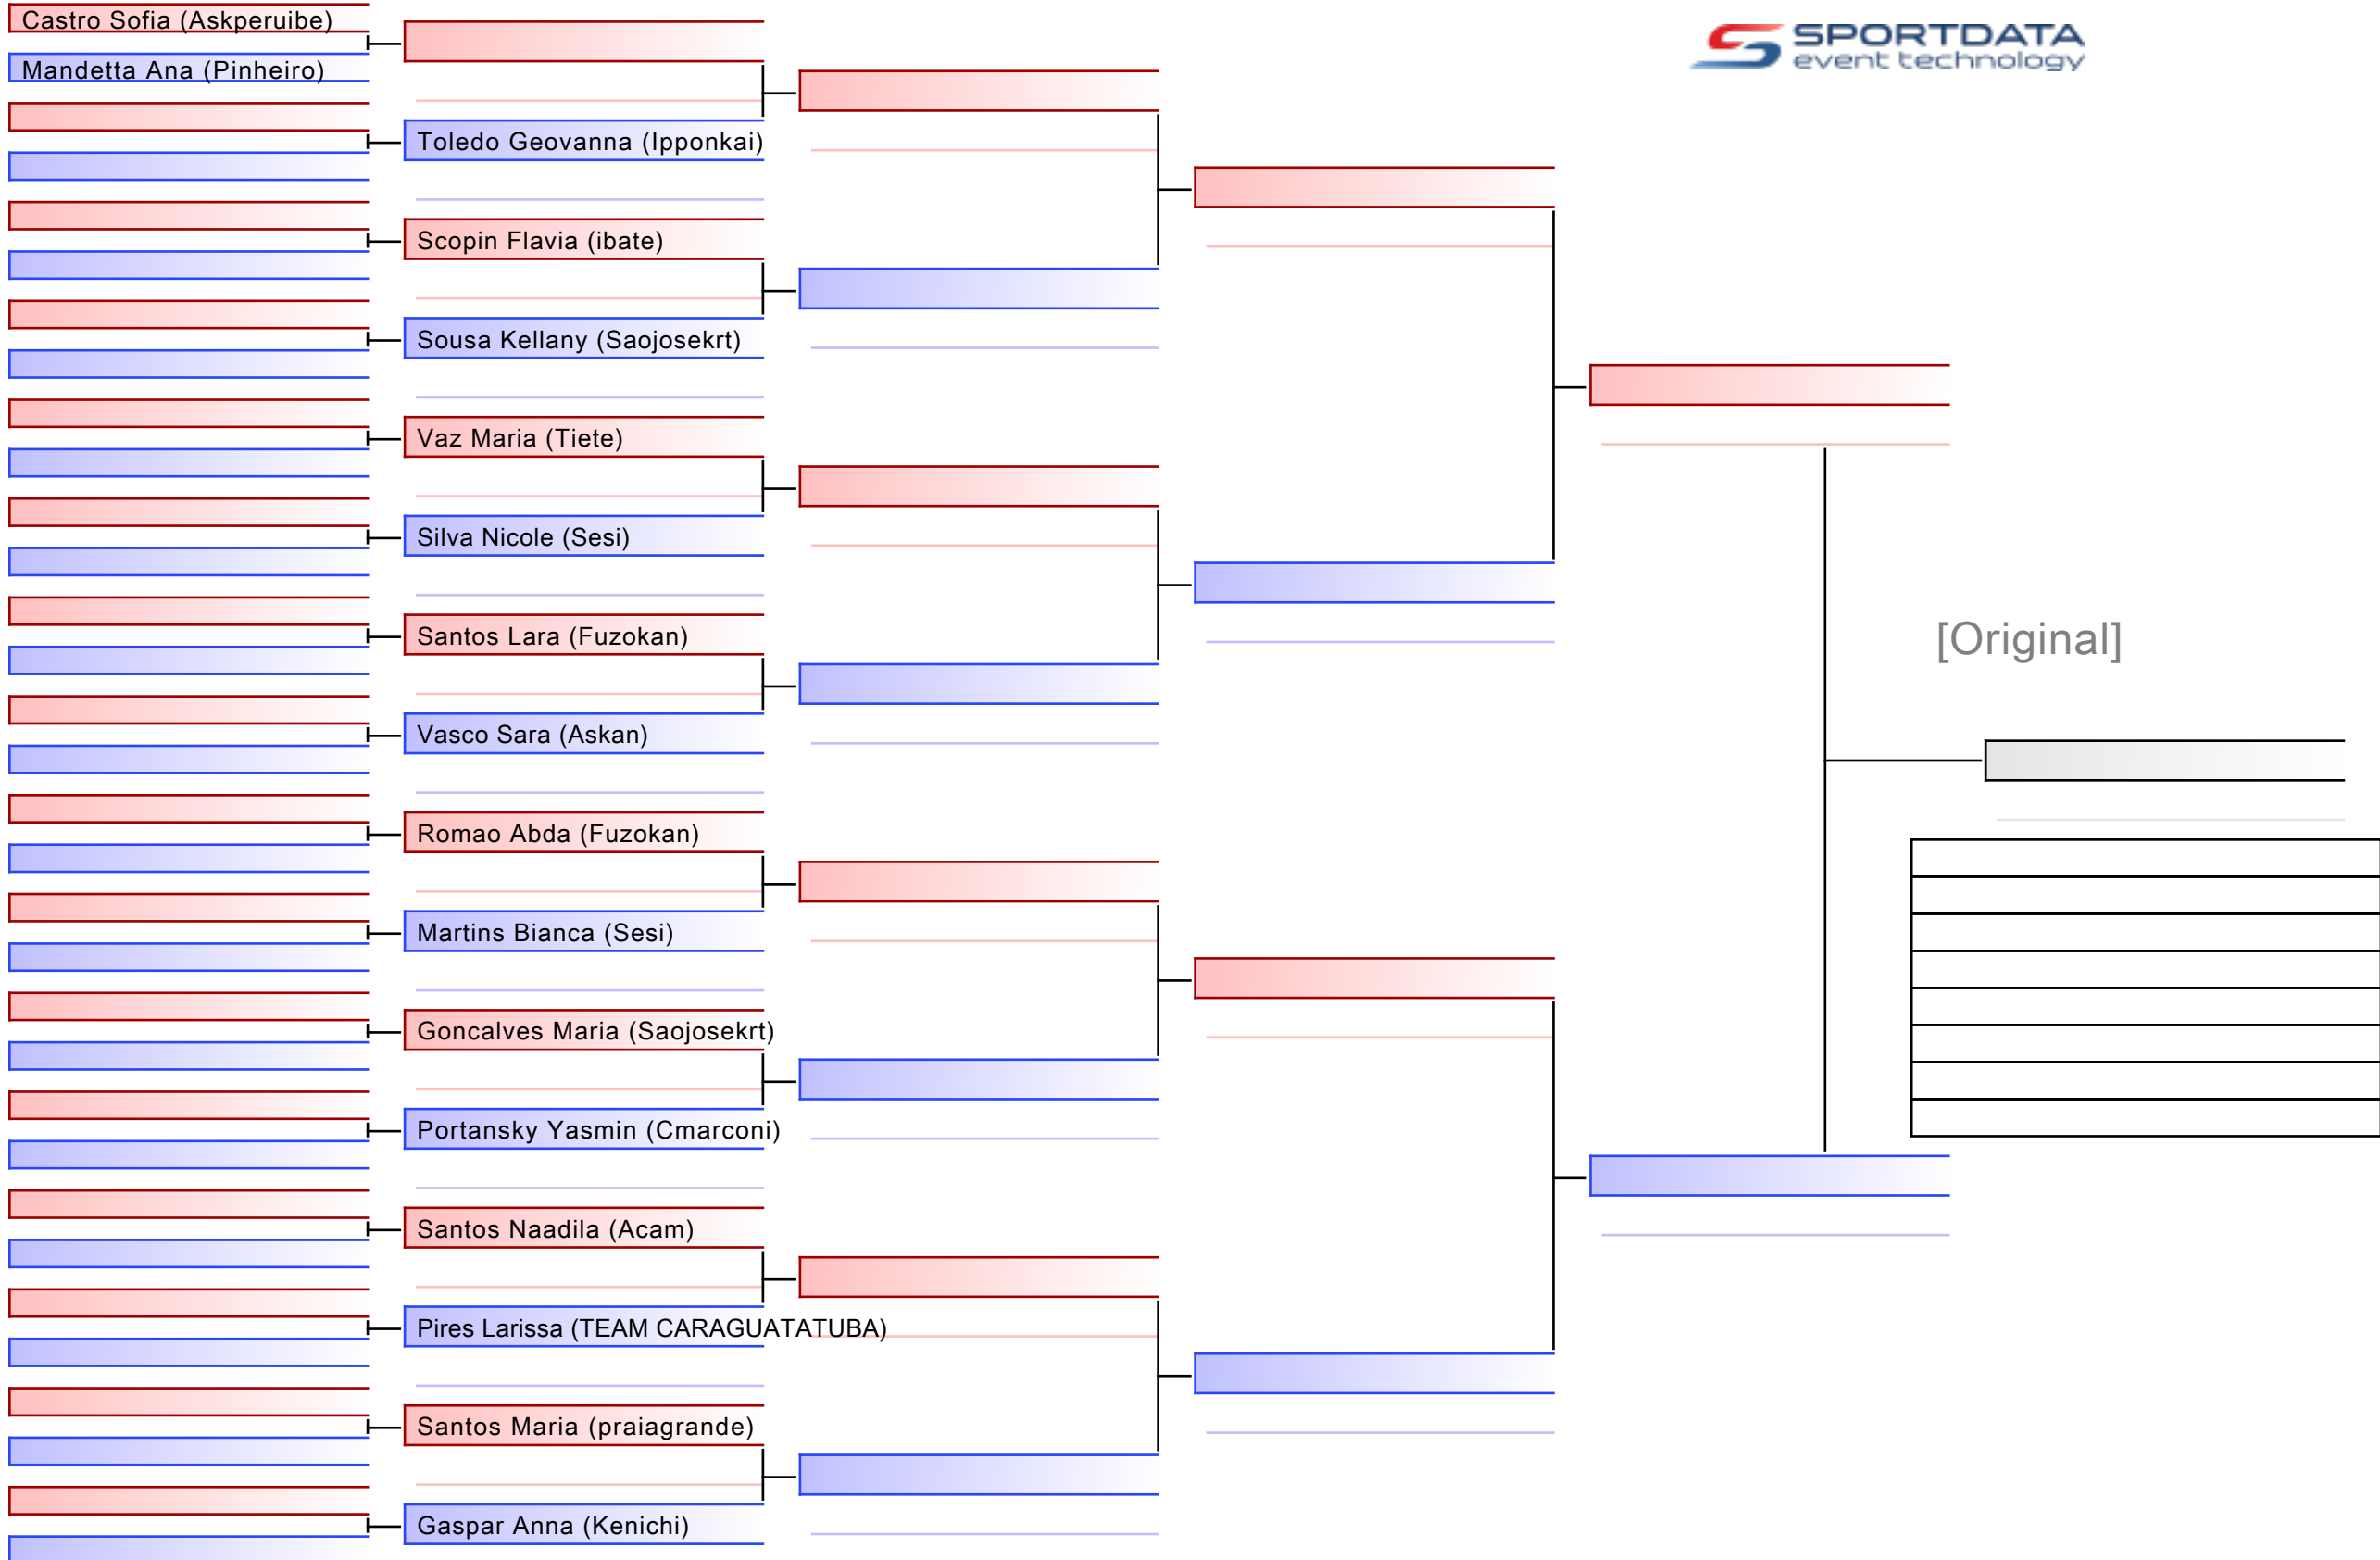 Castro Sofia (Askperuibe)
Mandetta Ana (Pinheiro)
SPORTDATA
event technology
Toledo Geovanna (Ipponkai)
Scopin Flavia (ibate)
Sousa Kellany (Saojosekrt)
Vaz Maria (Tiete)
Silva Nicole (Sesi)
Santos Lara (Fuzokan)
[Original]
Vasco Sara (Askan)
Romao Abda (Fuzokan)
Martins Bianca (Sesi)
Goncalves Maria (Saojosekrt)
Portansky Yasmin (Cmarconi)
Santos Naadila (Acam)
Pires Larissa (TEAM CARAGUATATUBA)
Santos Maria (praiagrande)
Gaspar Anna (Kenichi)